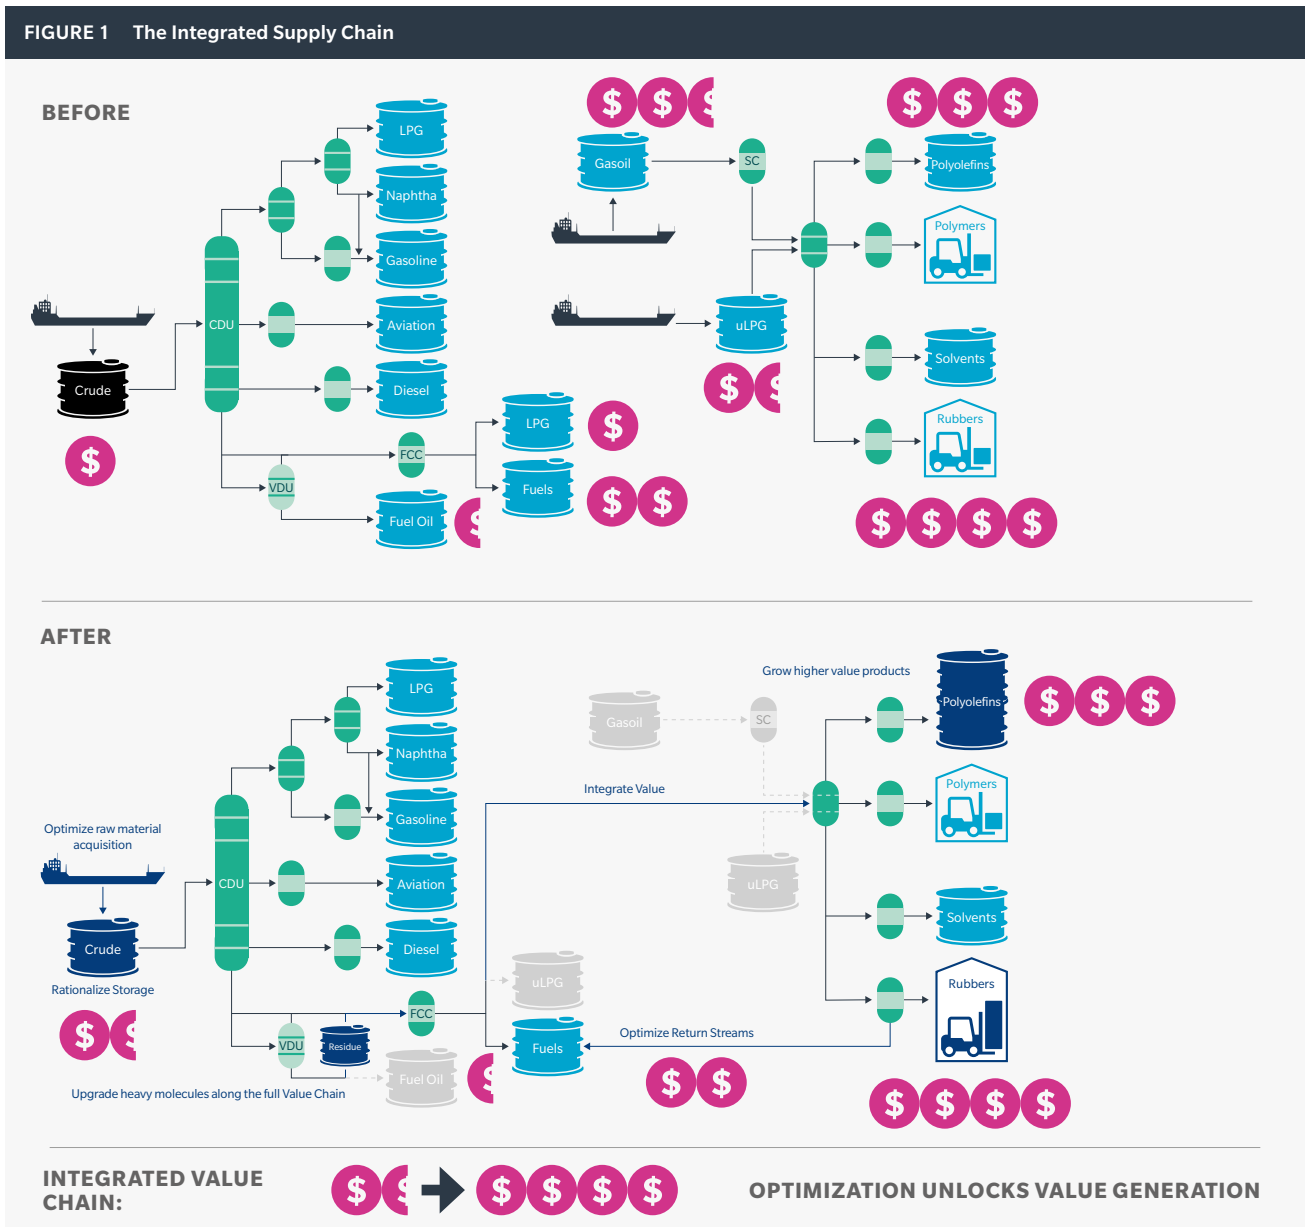 FIGURE 1 The Integrated Supply Chain
BEFORE
LPG
Naphtha
Gasoline
CDU
Aviation
Crude
Diesel
$
FCC
VDU
Fuel Oil
$
LPG
$
Fuels
$ $
$ $ $
Gasoil
SC
uLPG
$ $
$ $ $
Polyolefins
Polymers
Solvents
Rubbers
$ $ $ $
AFTER
LPG
Naphtha
Gasoline
Optimize raw material
acquisition
CDU
Aviation
Crude
Diesel
Rationalize Storage
$ $
FCC
VDU
Residue
Fuel Oil
$
Upgrade heavy molecules along the full Value Chain
uLPG
Fuels
Optimize Return Streams
$ $
Gasoil
SC
Integrate Value
uLPG
Grow higher value products
Polyolefins
$ $ $
Polymers
Solvents
Rubbers
$ $ $ $
INTEGRATED VALUE
CHAIN:
$ $ $ $ $ $
OPTIMIZATION UNLOCKS VALUE GENERATION